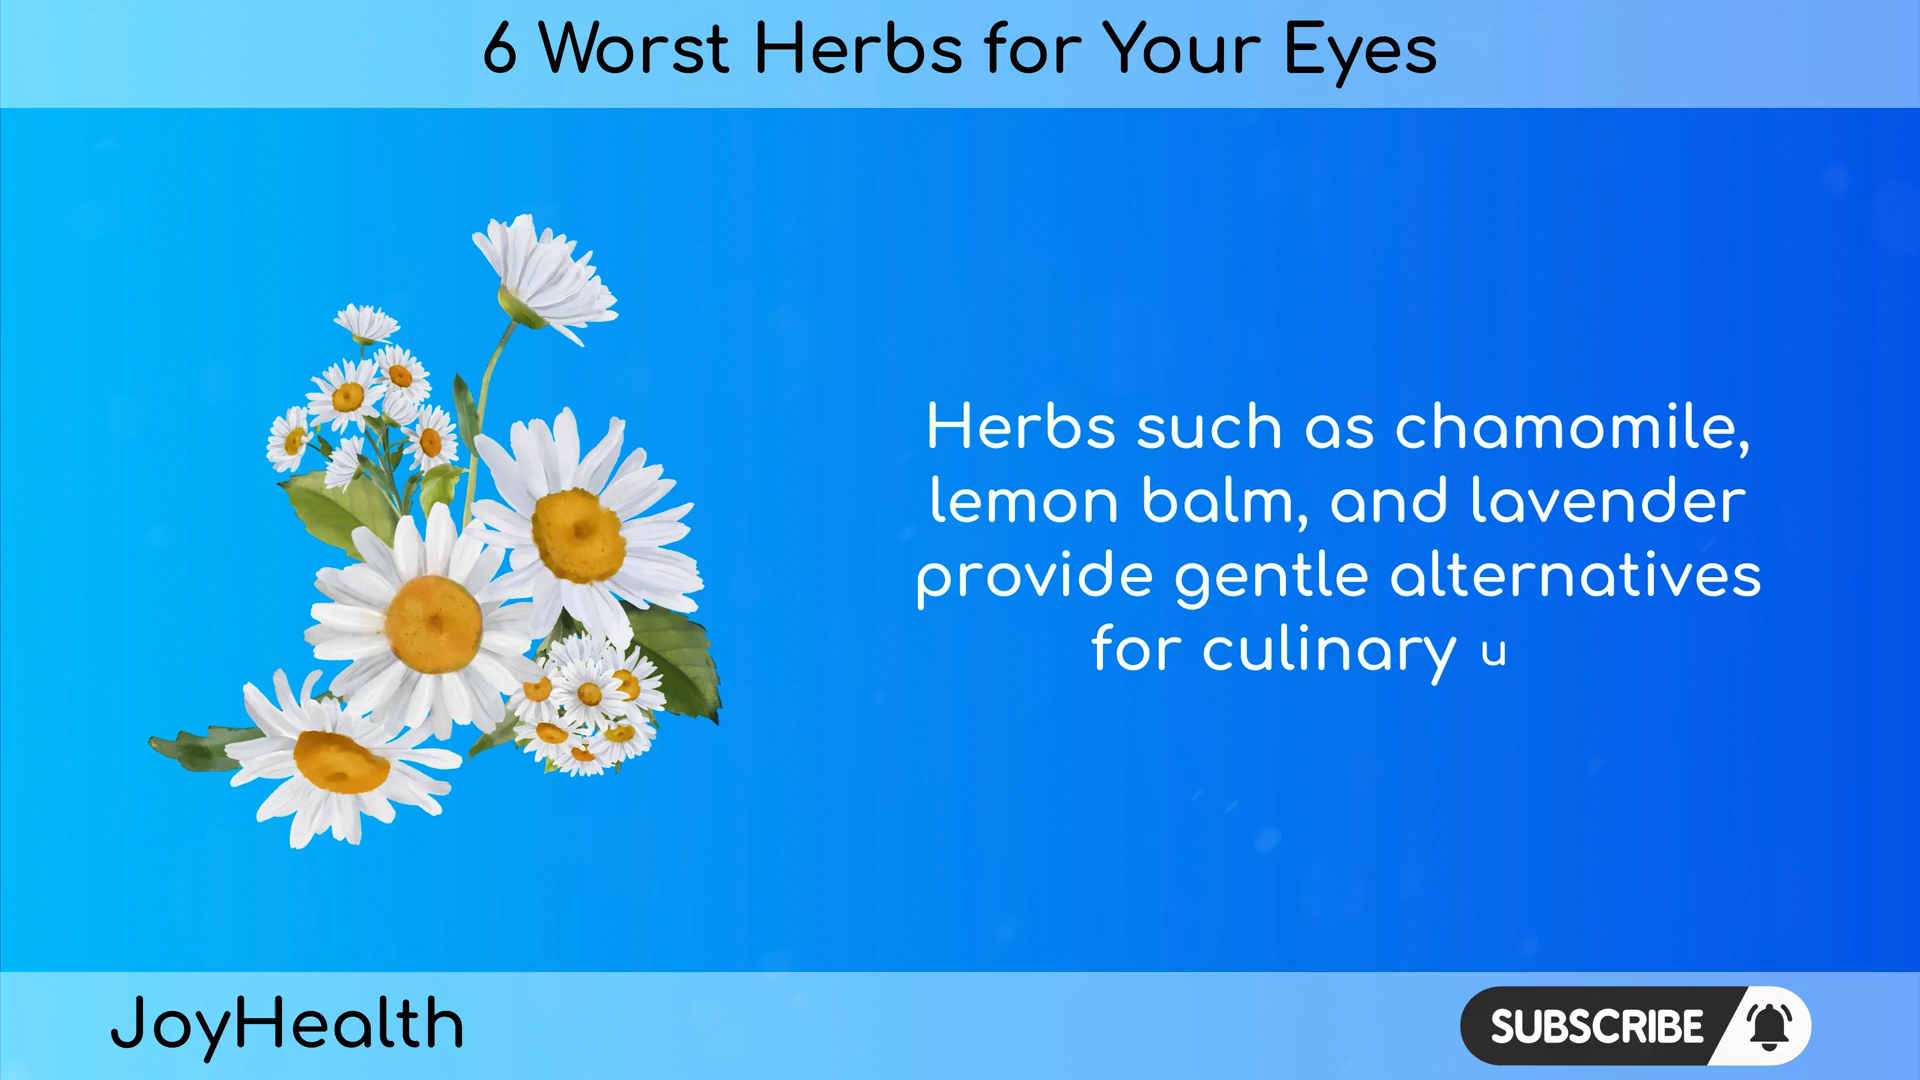 6 Worst Herbs for Your Eyes
Herbs such as chamomile,
lemon balm, and lavender
provide gentle alternatives
for culinary u
JoyHealth
SUBSCRIBE